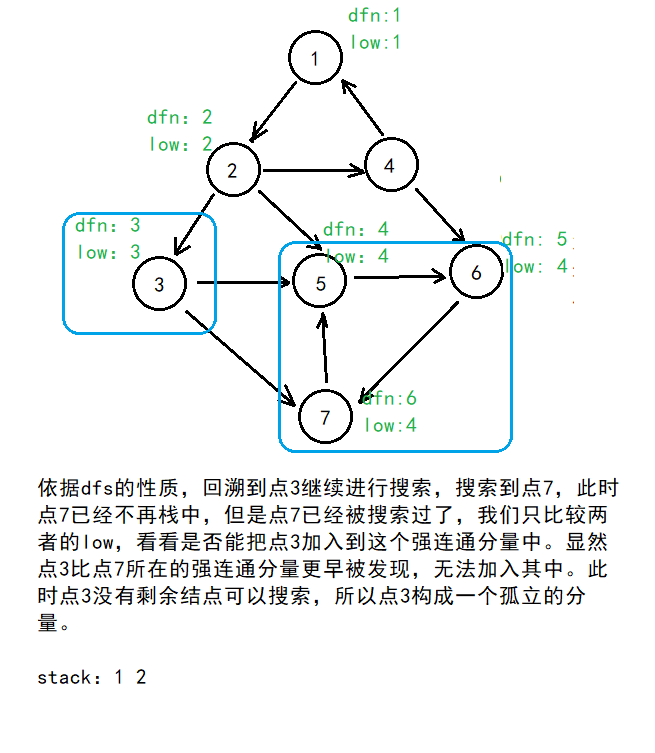 dfn:1
low:1
1
dfn: 2
low: 2
2
4
dfn: 3
low: 3
dfn: 4
low: 4
dfn: 5
low: 4
3
5
6
dfn:6
low:4
7
依据dfs的性质，回溯到点3继续进行搜索，搜索到点7，此时
点7已经不再栈中，但是点7已经被搜索过了，我们只比较两
者的low，看看是否能把点3加入到这个强连通分量中。显然
点3比点7所在的强连通分量更早被发现，无法加入其中。此
时点3没有剩余结点可以搜索，所以点3构成一个孤立的分
量。
stack: 1 2